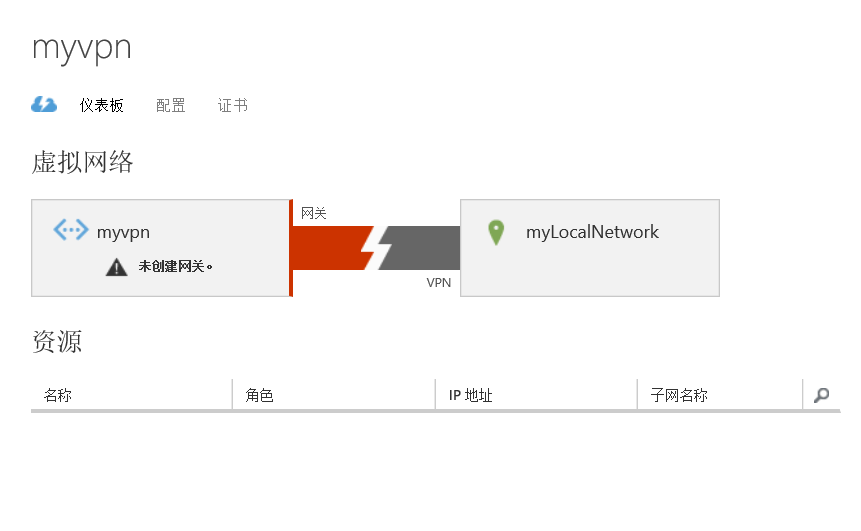 myvpn
仪表板 配置 证书
虚拟网络
网关
myvpn
myLocalNetwork
未创建网关。
VPN
资源
名称 角色 IP 地址 子网名称